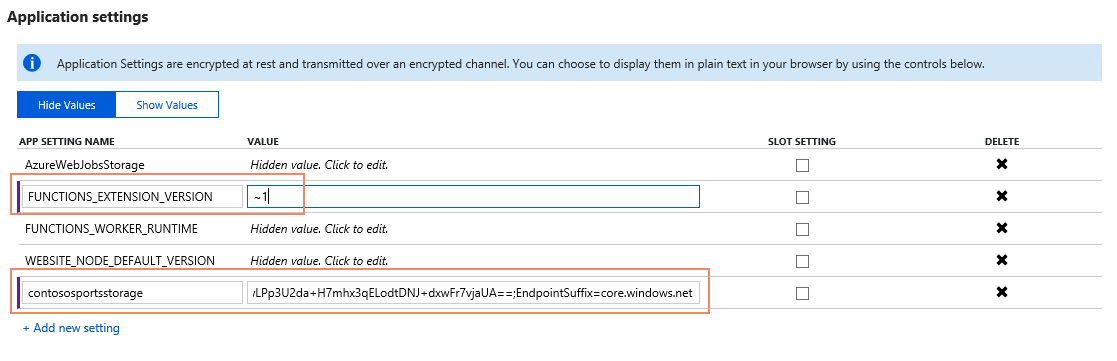 Application settings
Application Settings are encrypted at rest and transmitted over an encrypted channel. You can choose to display them in plain text in your browser by using the controls below.
Hide Values Show Values
APP SETTING NAME VALUE SLOT SETTING DELETE
AzureWebJobsStorage Hidden value. Click to edit.
FUNCTIONS_EXTENSION_VERSION ~1
FUNCTIONS_WORKER_RUNTIME Hidden value. Click to edit.
WEBSITE_NODE_DEFAULT_VERSION Hidden value. Click to edit.
contososportsstorage LPp3U2da+H7mhx3qELodtDNJ+dxwFr7vjaUA==;EndpointSuffix=core.windows.net
+ Add new setting